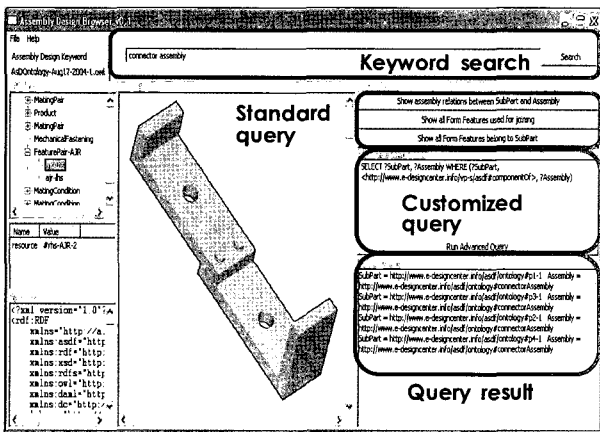 Assembly Design Browser v0.1
File Help
Assembly Design Keyword
AsDOntology-Aug17-2004-1.owl
connector assembly
Keyword search
Search
MatingPair
Product
MatingPair
MechanicalFastening
FeaturePair-AJR
ajr-lhs
MatingCondition
MatingCondition
Name Value
resource #rhs-AJR-2
<?xml version="1.0"?>
<rdf:RDF
xmlns="http://a.
xmlns:asdf="http
xmlns:rdf="http:
xmlns:xsd="http:
xmlns:rdfs="http
xmlns:owl="http:
xmlns:daml="http
xmlns:dc="http:/
Standard
query
Show assembly relations between SubPart and Assembly
Show all Form Features used for joining
Show all Form Features belong to SubPart
SELECT ?SubPart, ?Assembly WHERE (?SubPart,
<http://www.e-designcenter.info/vp-s/asdf#componentOf>, ?Assembly)
Customized
query
Run Advanced Query
SubPart = http://www.e-designcenter.info/asdf/ontology#p1-1 Assembly =
http://www.e-designcenter.info/asdf/ontology#connectorAssembly
SubPart = http://www.e-designcenter.info/asdf/ontology#p3-1 Assembly =
http://www.e-designcenter.info/asdf/ontology#connectorAssembly
SubPart = http://www.e-designcenter.info/asdf/ontology#p2-1 Assembly =
http://www.e-designcenter.info/asdf/ontology#connectorAssembly
SubPart = http://www.e-designcenter.info/asdf/ontology#p4-1 Assembly =
http://www.e-designcenter.info/asdf/ontology#connectorAssembly
Query result